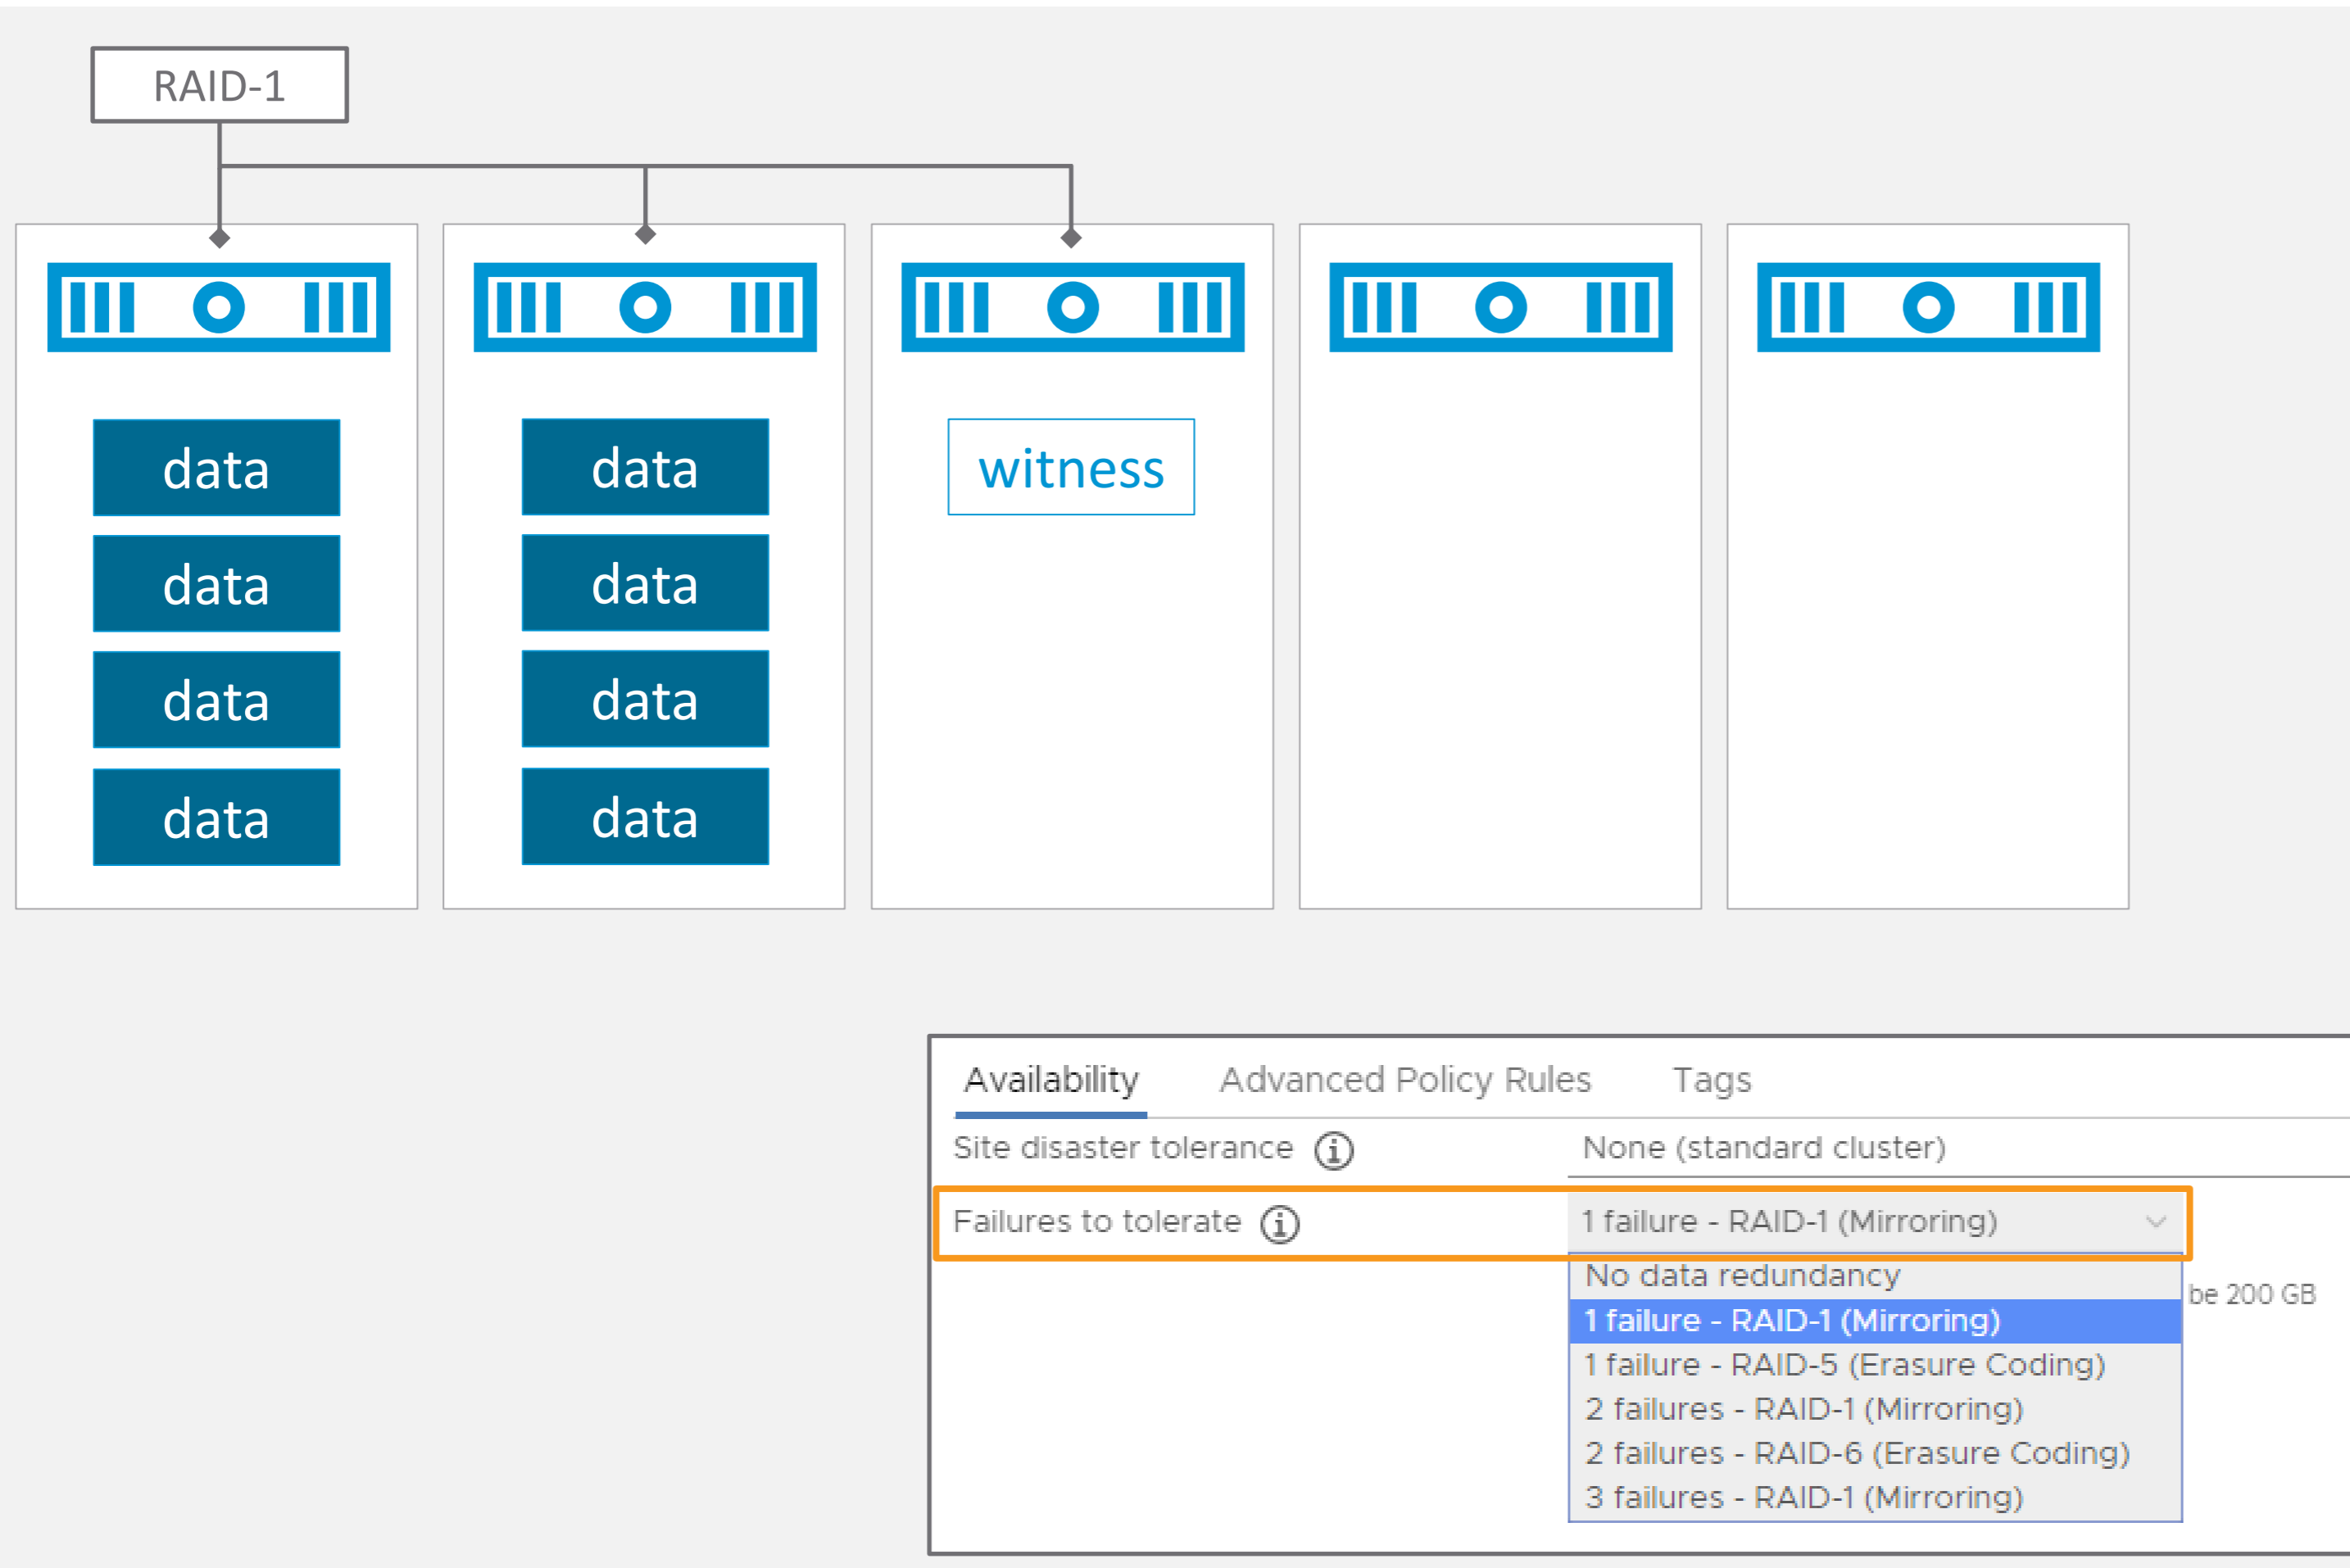 RAID-1
data
data
witness
data
data
data
data
data
data
Availability Advanced Policy Rules Tags
Site disaster tolerance None (standard cluster)
Failures to tolerate 1 failure - RAID-1 (Mirroring)
No data redundancy
be 200 GB
1 failure - RAID-1 (Mirroring)
1 failure - RAID-5 (Erasure Coding)
2 failures - RAID-1 (Mirroring)
2 failures - RAID-6 (Erasure Coding)
3 failures - RAID-1 (Mirroring)